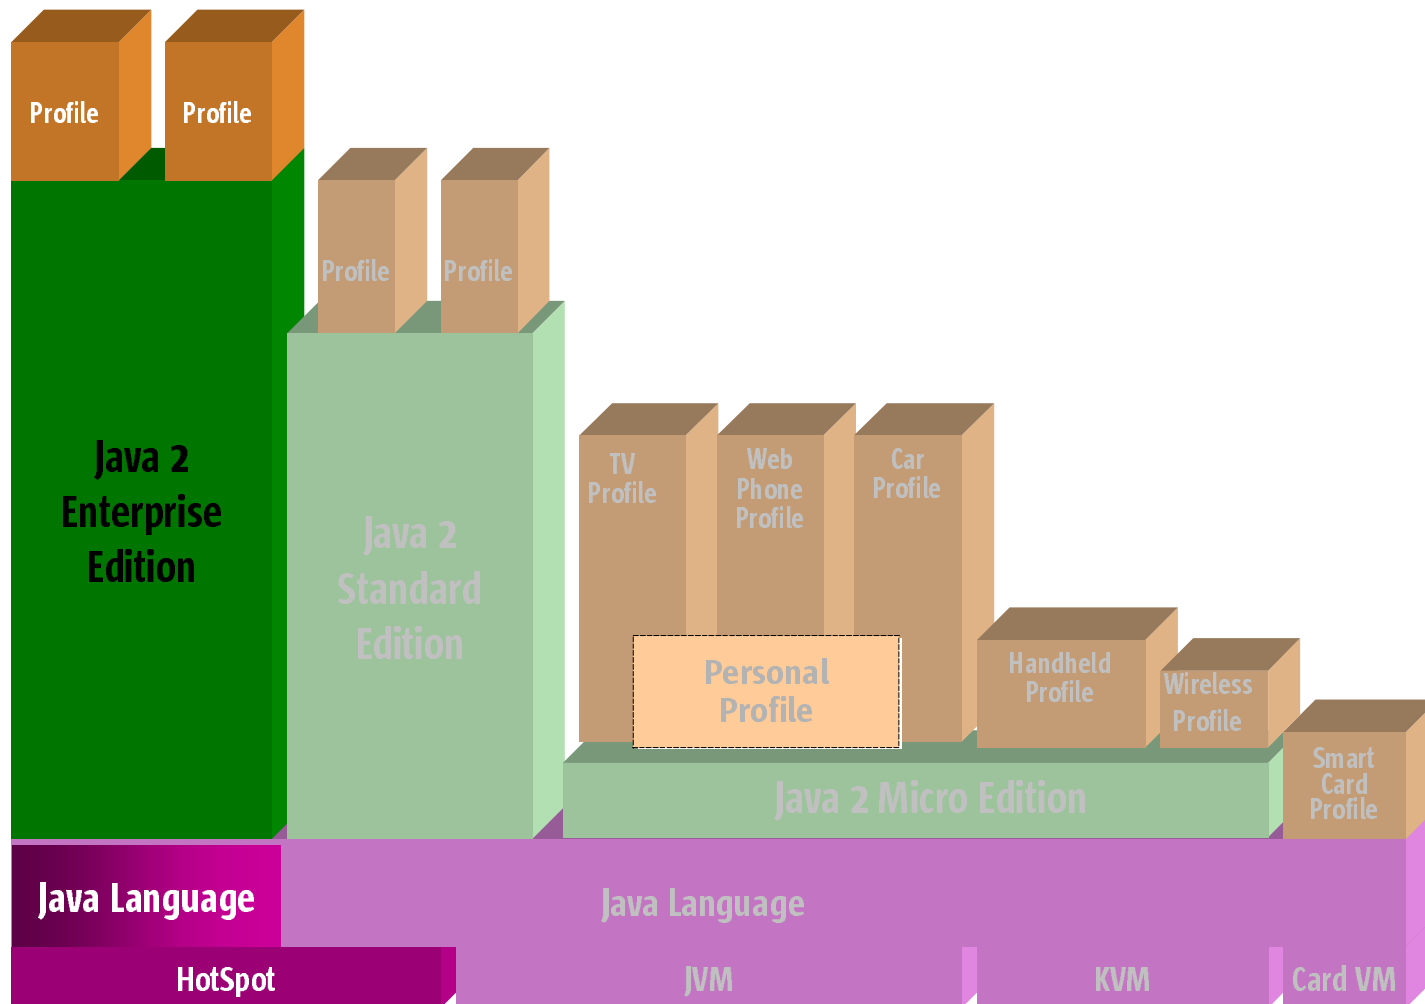 Profile
Profile
Profile
Profile
Java 2
Enterprise
Edition
Java 2
Standard
Edition
TV
Profile
Web
Phone
Profile
Car
Profile
Personal
Profile
Handheld
Profile
Wireless
Profile
Smart
Card
Profile
Java 2 Micro Edition
Java Language
Java Language
HotSpot
JVM
KVM
Card VM